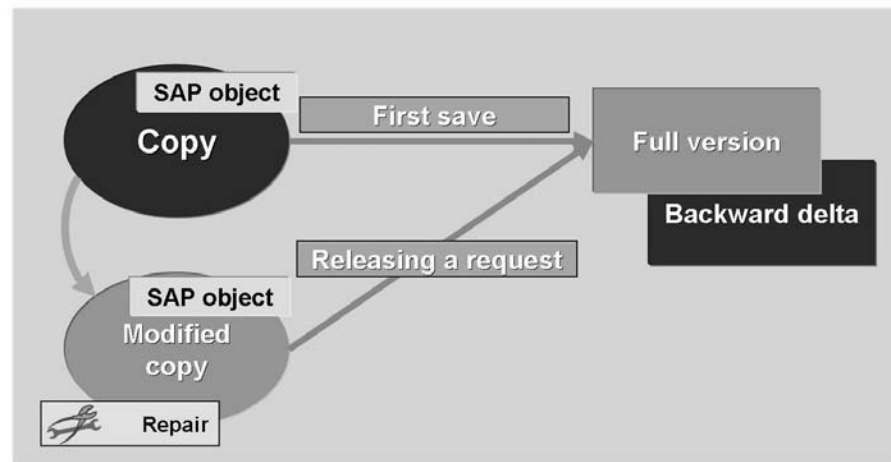 SAP object
Copy
First save
Full version
Backward delta
Releasing a request
SAP object
Modified
copy
Repair